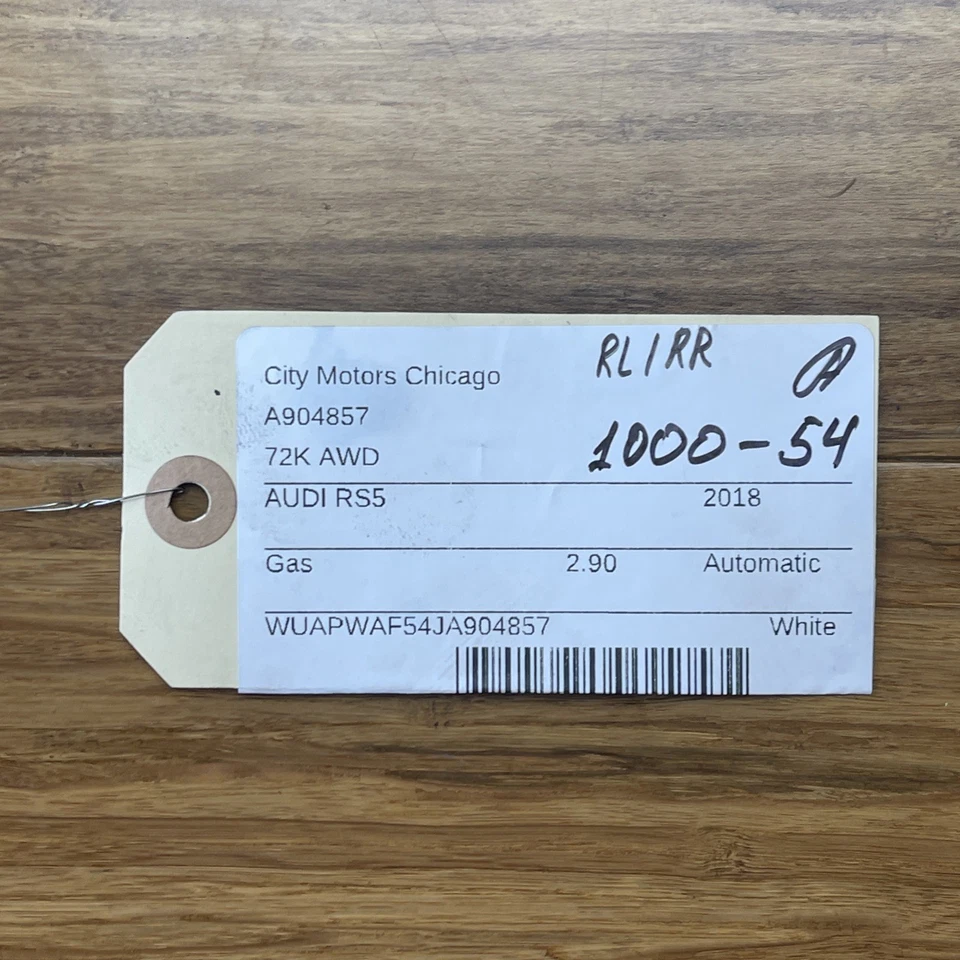 RL/RR A
City Motors Chicago
A904857
1000-54
72K AWD
AUDI RS5 2018
Gas 2.90 Automatic
WUAPWAF54JA904857 White